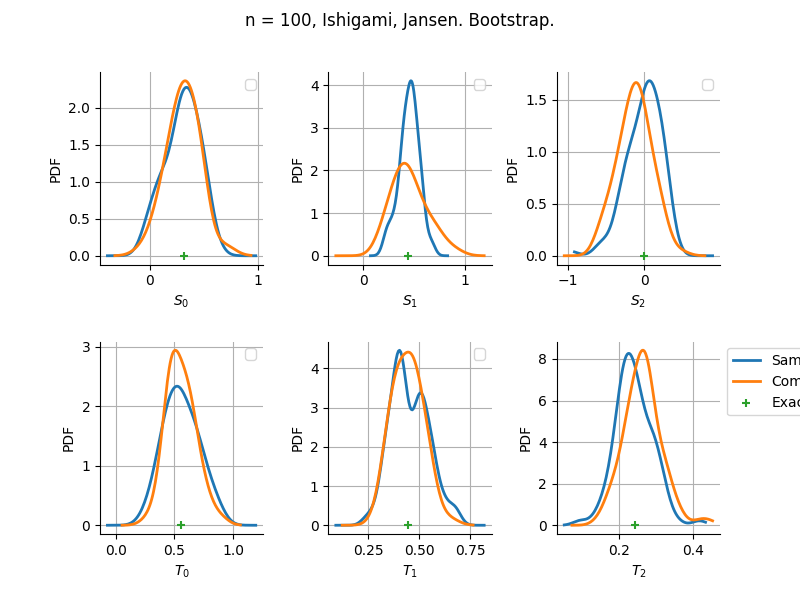 n = 100, Ishigami, Jansen. Bootstrap.
PDF
2.0
1.5
1.0
0.5
0.0
0
1
S₀
PDF
4
3
2
1
0
0
1
S₁
PDF
1.5
1.0
0.5
0.0
−1
0
S₂
PDF
3
2
1
0
0.0
0.5
1.0
T₀
PDF
4
3
2
1
0
0.25
0.50
0.75
T₁
PDF
8
6
4
2
0
0.2
0.4
T₂
Sam
Com
Exac